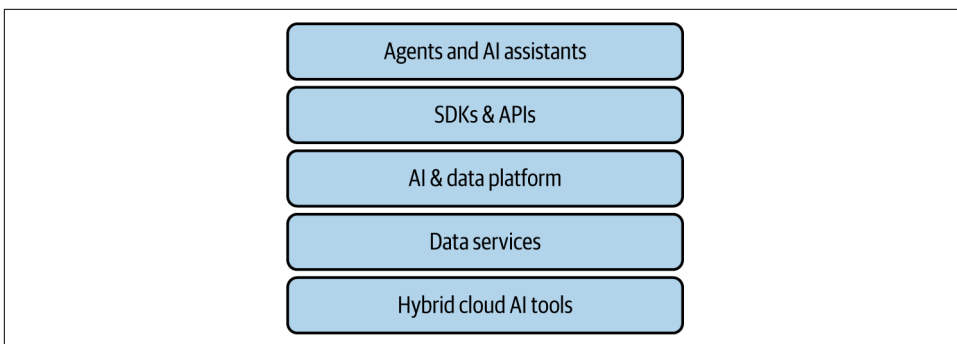 Agents and AI assistants
SDKs & APIs
AI & data platform
Data services
Hybrid cloud AI tools